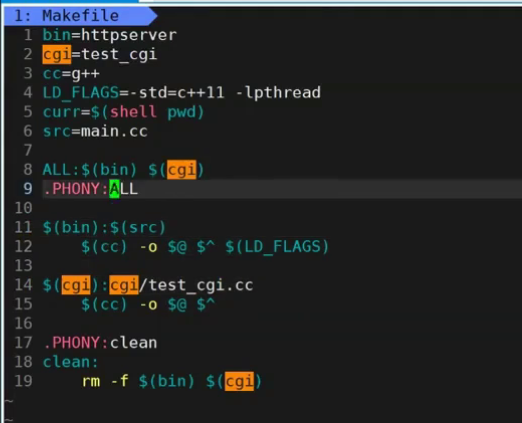 1: Makefile
1 bin=httpserver
2 cgi=test_cgi
3 cc=g++
4 LD_FLAGS=-std=c++11 -lpthread
5 curr=$(shell pwd)
6 src=main.cc
7
8 ALL:$(bin) $(cgi)
9 .PHONY:ALL
10
11 $(bin):$(src)
12     $(cc) -o $@ $^ $(LD_FLAGS)
13
14 $(cgi):cgi/test_cgi.cc
15     $(cc) -o $@ $^
16
17 .PHONY:clean
18 clean:
19     rm -f $(bin) $(cgi)
~
~